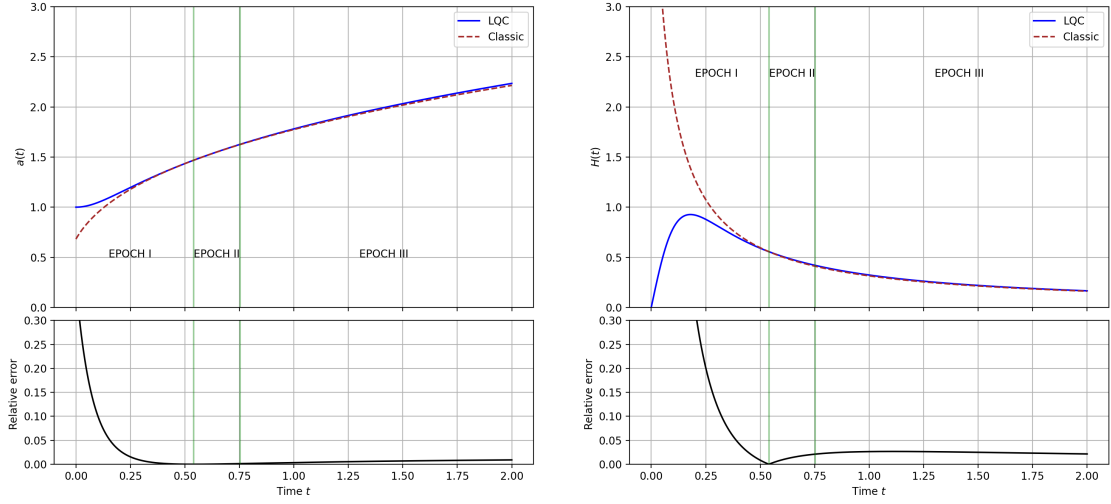 3.0
2.5
2.0
1.5
1.0
0.5
0.0
a(t)
LQC
Classic
EPOCH I
EPOCH II
EPOCH III
0.30
0.25
0.20
0.15
0.10
0.05
0.00
Relative error
0.00 0.25 0.50 0.75 1.00 1.25 1.50 1.75 2.00
Time t
3.0
2.5
2.0
1.5
1.0
0.5
0.0
H(t)
LQC
Classic
EPOCH I
EPOCH II
EPOCH III
0.30
0.25
0.20
0.15
0.10
0.05
0.00
Relative error
0.00 0.25 0.50 0.75 1.00 1.25 1.50 1.75 2.00
Time t